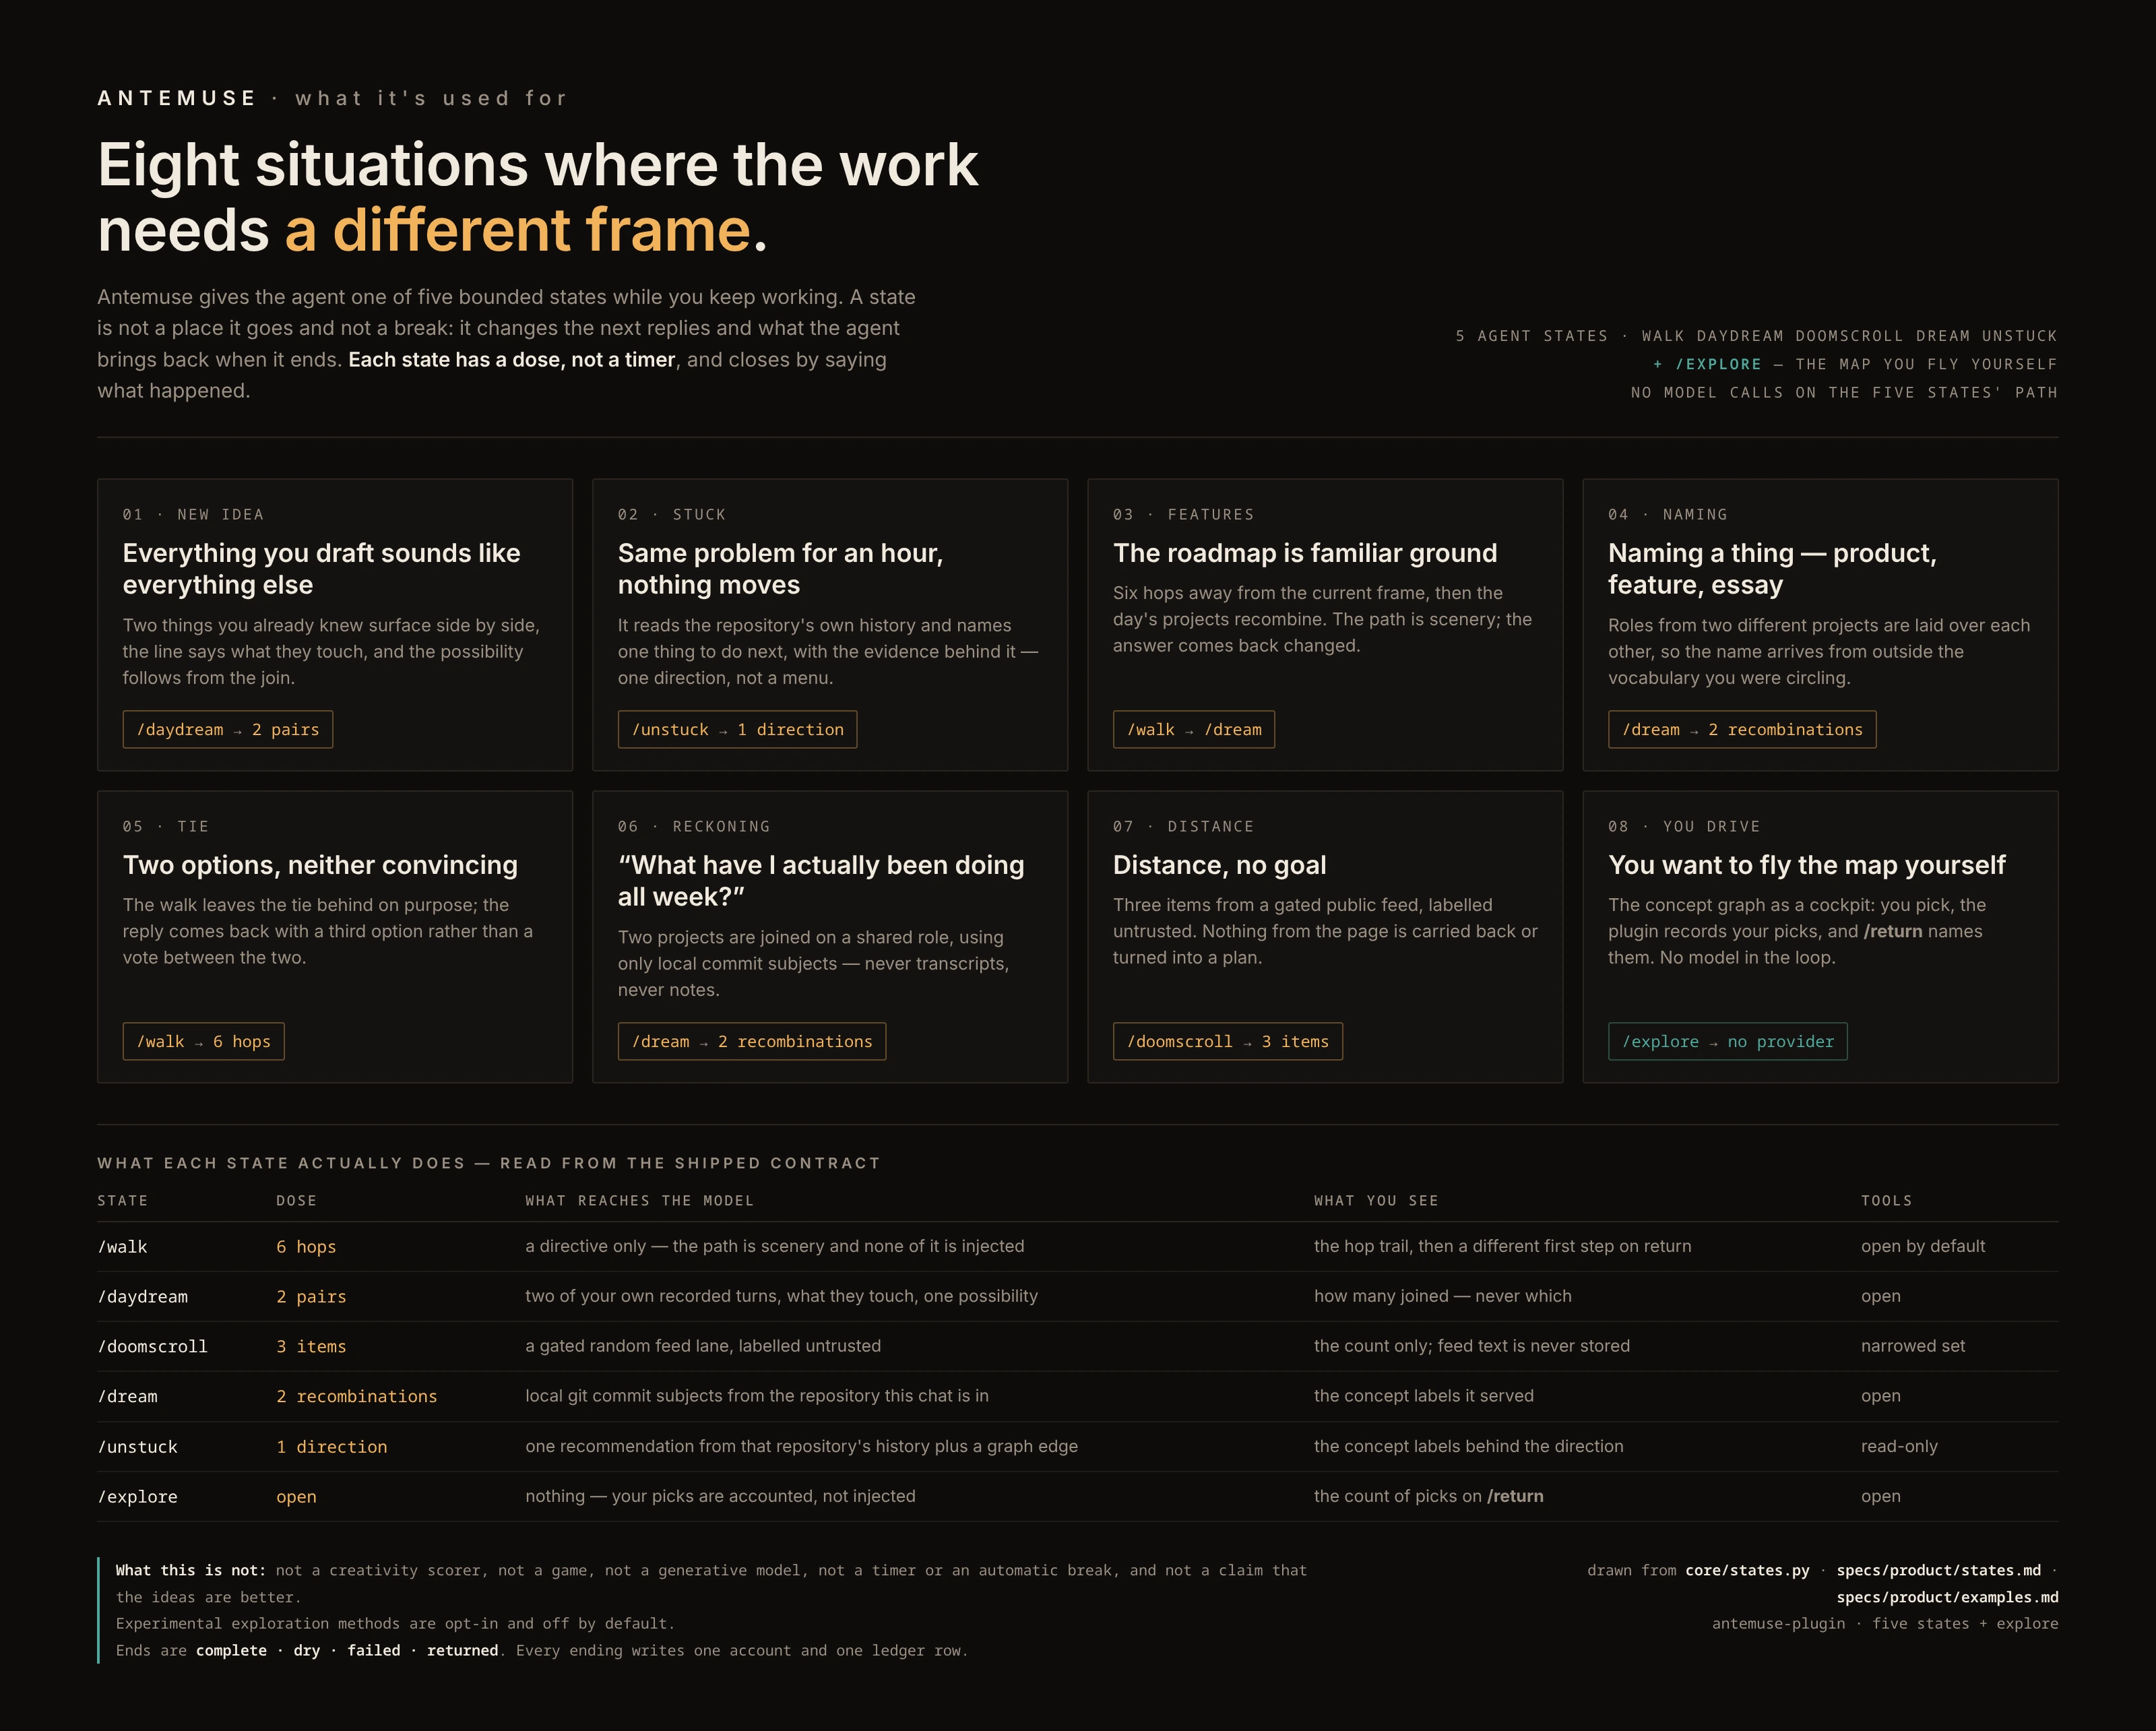 ANTEMUSE · what it's used for
Eight situations where the work
needs a different frame.
Antemuse gives the agent one of five bounded states while you keep working. A state
is not a place it goes and not a break: it changes the next replies and what the agent
brings back when it ends. Each state has a dose, not a timer, and closes by saying
what happened.
5 AGENT STATES · WALK DAYDREAM DOOMSCROLL DREAM UNSTUCK
+ /EXPLORE — THE MAP YOU FLY YOURSELF
NO MODEL CALLS ON THE FIVE STATES' PATH
01 · NEW IDEA
Everything you draft sounds like
everything else
Two things you already knew surface side by side,
the line says what they touch, and the possibility
follows from the join.
/daydream → 2 pairs
02 · STUCK
Same problem for an hour,
nothing moves
It reads the repository's own history and names
one thing to do next, with the evidence behind it —
one direction, not a menu.
/unstuck → 1 direction
03 · FEATURES
The roadmap is familiar ground
Six hops away from the current frame, then the
day's projects recombine. The path is scenery; the
answer comes back changed.
/walk → /dream
04 · NAMING
Naming a thing — product,
feature, essay
Roles from two different projects are laid over each
other, so the name arrives from outside the
vocabulary you were circling.
/dream → 2 recombinations
05 · TIE
Two options, neither convincing
The walk leaves the tie behind on purpose; the
reply comes back with a third option rather than a
vote between the two.
/walk → 6 hops
06 · RECKONING
“What have I actually been doing
all week?”
Two projects are joined on a shared role, using
only local commit subjects — never transcripts,
never notes.
/dream → 2 recombinations
07 · DISTANCE
Distance, no goal
Three items from a gated public feed, labelled
untrusted. Nothing from the page is carried back or
turned into a plan.
/doomscroll → 3 items
08 · YOU DRIVE
You want to fly the map yourself
The concept graph as a cockpit: you pick, the
plugin records your picks, and /return names
them. No model in the loop.
/explore → no provider
WHAT EACH STATE ACTUALLY DOES — READ FROM THE SHIPPED CONTRACT
STATE DOSE WHAT REACHES THE MODEL WHAT YOU SEE TOOLS
/walk 6 hops a directive only — the path is scenery and none of it is injected the hop trail, then a different first step on return open by default
/daydream 2 pairs two of your own recorded turns, what they touch, one possibility how many joined — never which open
/doomscroll 3 items a gated random feed lane, labelled untrusted the count only; feed text is never stored narrowed set
/dream 2 recombinations local git commit subjects from the repository this chat is in the concept labels it served open
/unstuck 1 direction one recommendation from that repository's history plus a graph edge the concept labels behind the direction read-only
/explore open nothing — your picks are accounted, not injected the count of picks on /return open
What this is not: not a creativity scorer, not a game, not a generative model, not a timer or an automatic break, and not a claim that
the ideas are better.
Experimental exploration methods are opt-in and off by default.
Ends are complete · dry · failed · returned. Every ending writes one account and one ledger row.
drawn from core/states.py · specs/product/states.md ·
specs/product/examples.md
antemuse-plugin · five states + explore